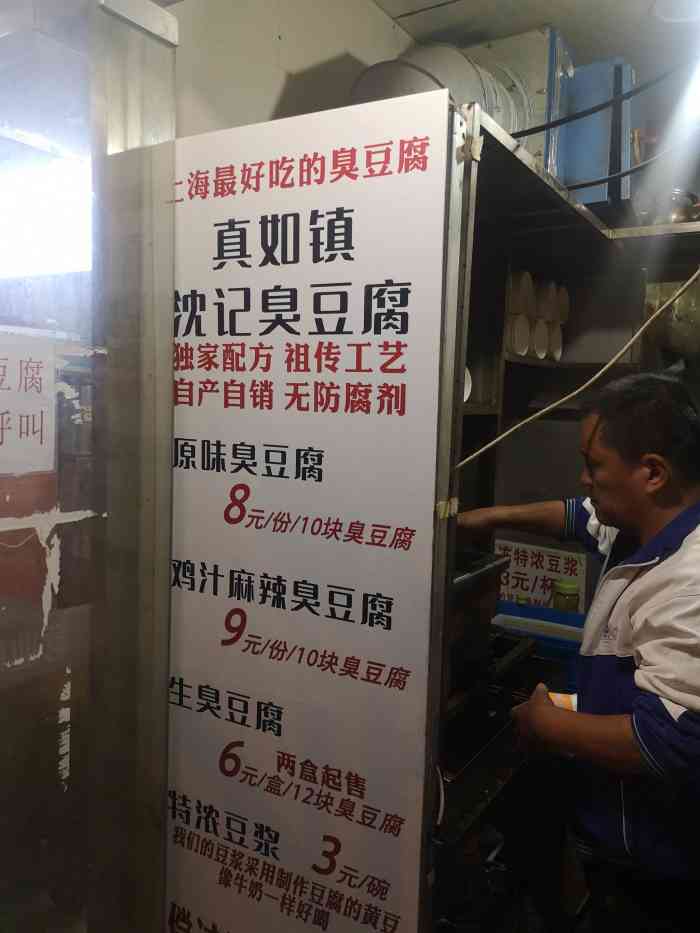 上海最好吃的臭豆腐
真如镇
沈记臭豆腐
独家配方 祖传工艺
自产自销 无防腐剂
原味臭豆腐
8元/份/10块臭豆腐
鸡汁麻辣臭豆腐
9元/份/10块臭豆腐
生臭豆腐
两盒起售
6元/盒/12块臭豆腐
特浓豆浆 3元/碗
我们的豆浆采用制作豆腐的黄豆
像牛奶一样好喝
豆腐
呼叫
特浓豆浆
3元/杯